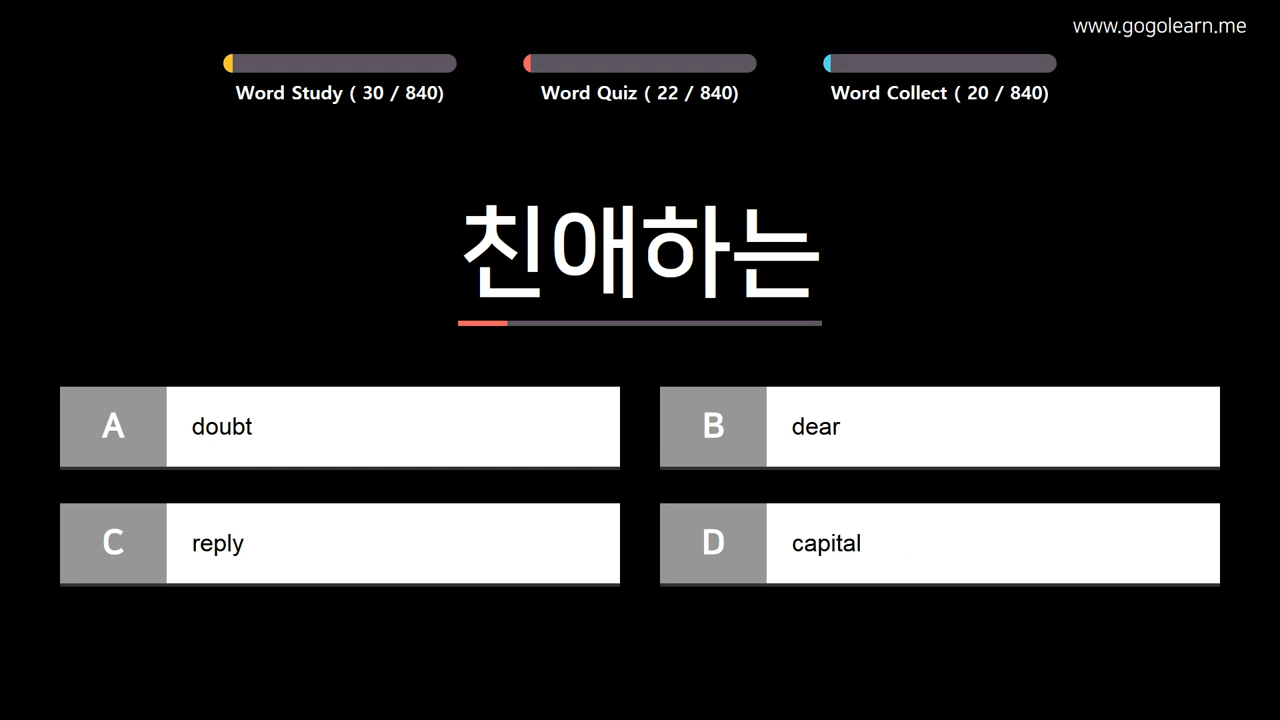 www.gogolearn.me
Word Study ( 30 / 840)
Word Quiz ( 22 / 840)
Word Collect ( 20 / 840)
친애하는
A doubt
B dear
C reply
D capital